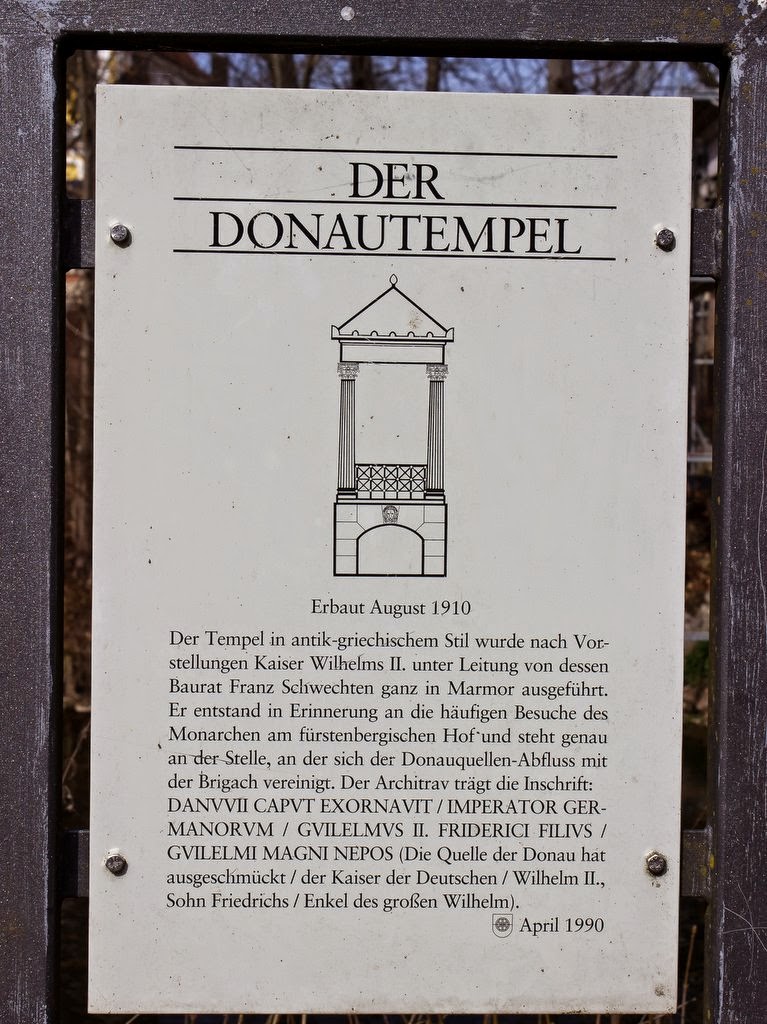 DER
DONAUTEMPEL
Erbaut August 1910
Der Tempel in antik-griechischem Stil wurde nach Vor-
stellungen Kaiser Wilhelms II. unter Leitung von dessen
Baurat Franz Schwechten ganz in Marmor ausgeführt.
Er entstand in Erinnerung an die häufigen Besuche des
Monarchen am fürstenbergischen Hof und steht genau
an der Stelle, an der sich der Donauquellen-Abfluss mit
der Brigach vereinigt. Der Architrav trägt die Inschrift:
DANVVII CAPVT EXORNAVIT / IMPERATOR GER-
MANORVM / GVILELMVS II. FRIDERICI FILIVS /
GVILELMI MAGNI NEPOS (Die Quelle der Donau hat
ausgeschmückt / der Kaiser der Deutschen / Wilhelm II.,
Sohn Friedrichs / Enkel des großen Wilhelm).
April 1990